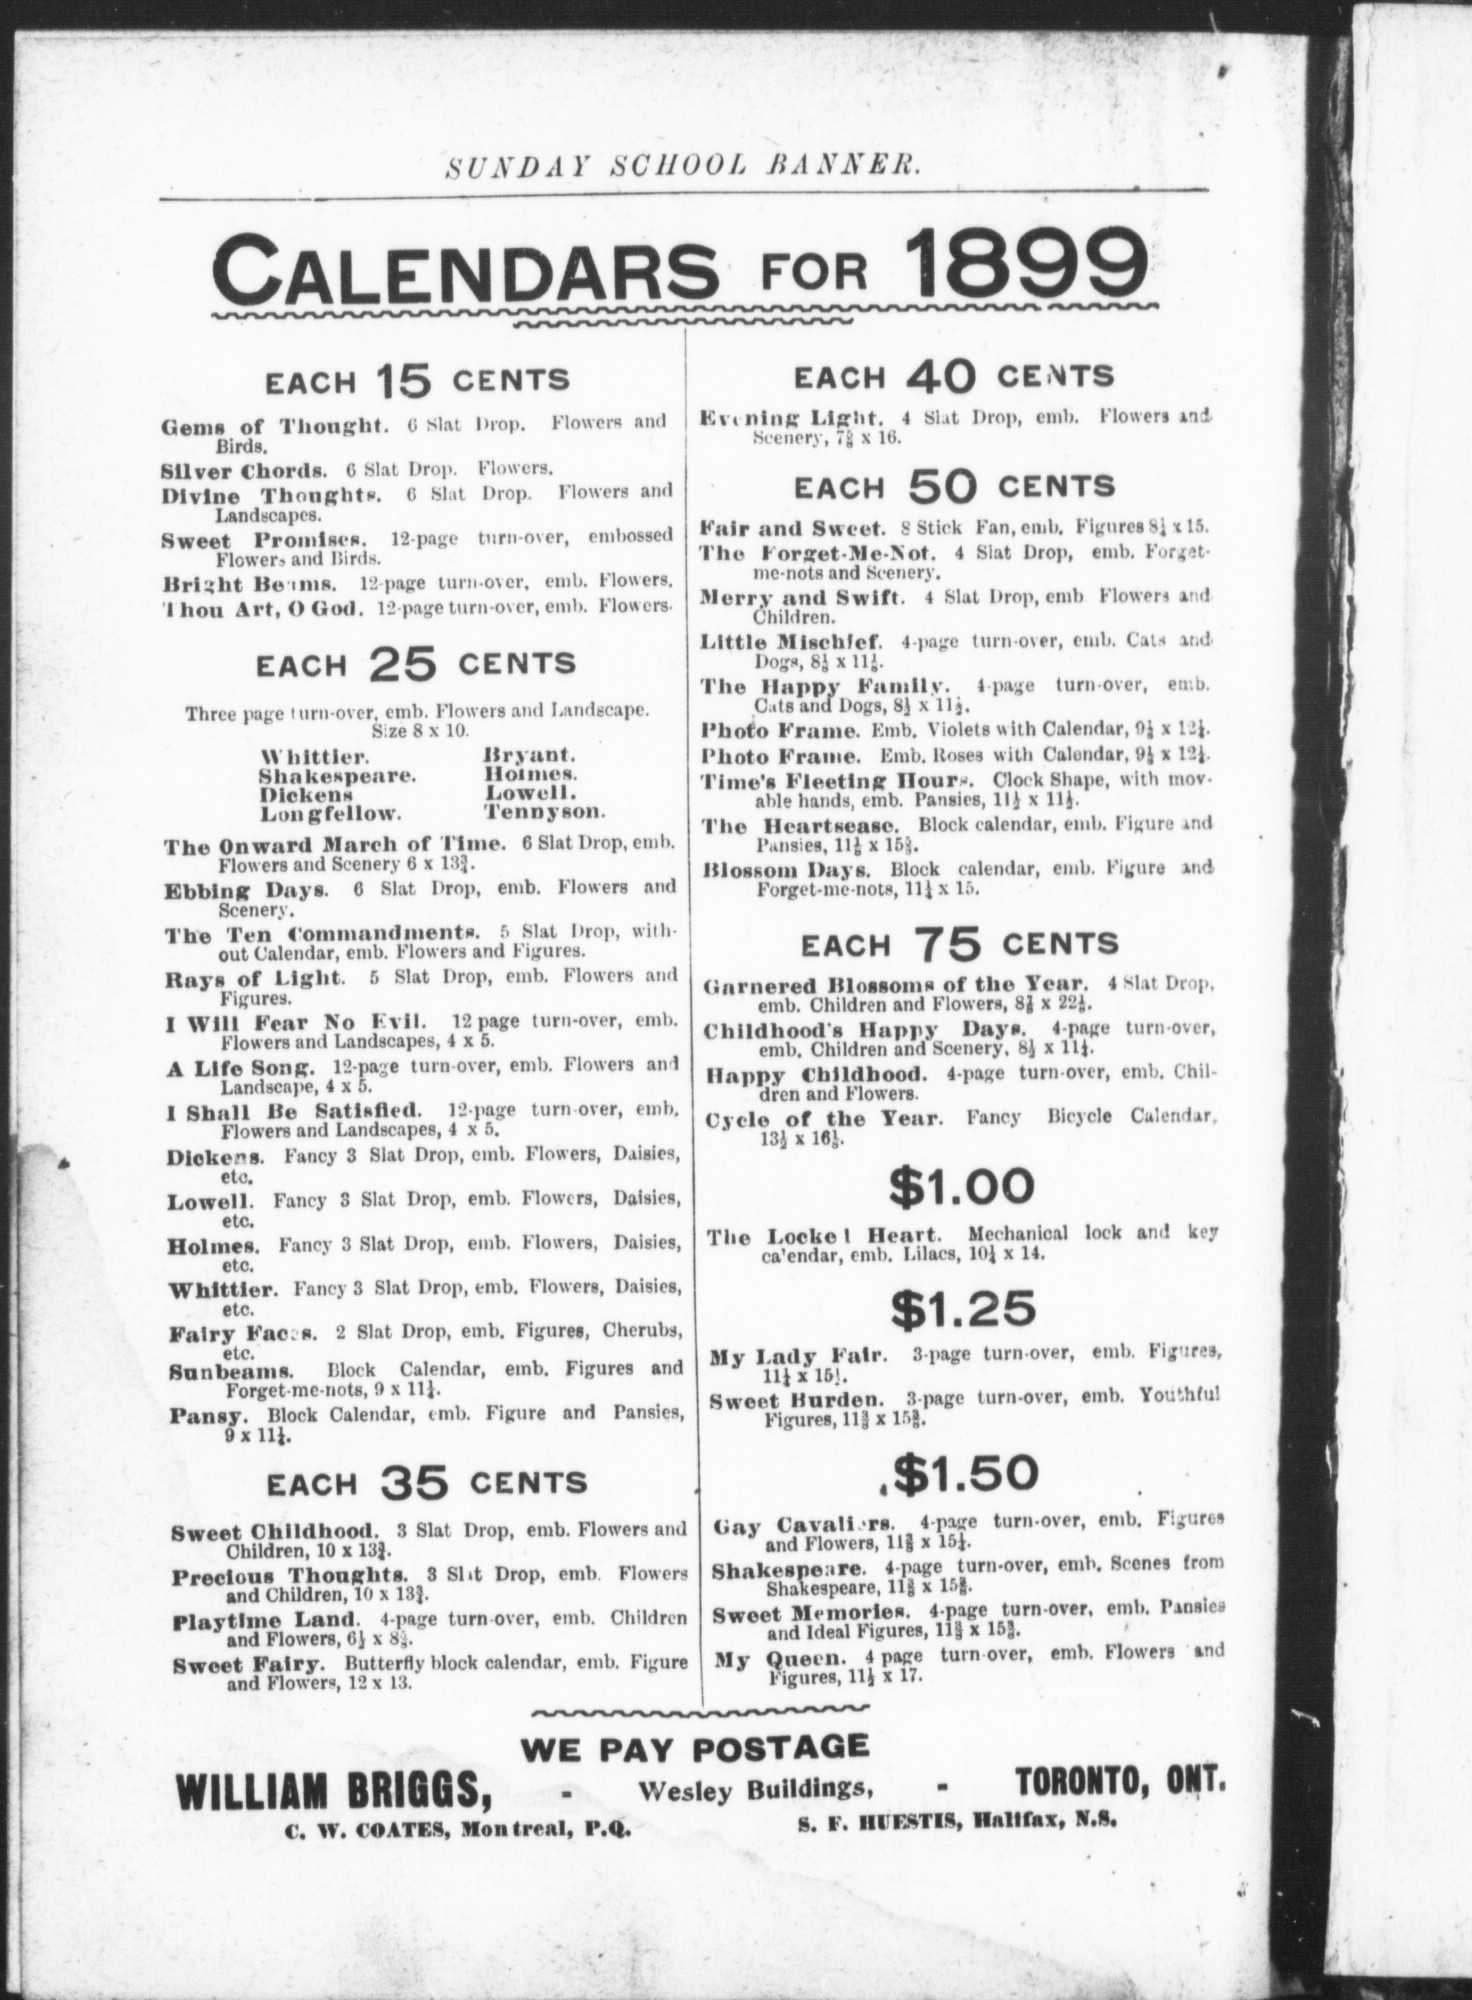 SUNDAY SCHOOL BANNER.
CALENDARS FOR 1899
EACH 15 CENTS
Gems of Thought. 6 Slat Drop. Flowers and
Birds.
Silver Chords. 6 Slat Drop. Flowers.
Divine Thoughts. 6 Slat Drop. Flowers and
Landscapes.
Sweet Promises. 12-page turn-over, embossed
Flowers and Birds.
Bright Beams. 12-page turn-over, emb. Flowers.
Thou Art, O God. 12-page turn-over, emb. Flowers.
EACH 25 CENTS
Three page turn-over, emb. Flowers and Landscape.
Size 8 x 10.
Whittier. Bryant.
Shakespeare. Holmes.
Dickens Lowell.
Longfellow. Tennyson.
The Onward March of Time. 6 Slat Drop, emb.
Flowers and Scenery 6 x 13¾.
Ebbing Days. 6 Slat Drop, emb. Flowers and
Scenery.
The Ten Commandments. 5 Slat Drop, with-
out Calendar, emb. Flowers and Figures.
Rays of Light. 5 Slat Drop, emb. Flowers and
Figures.
I Will Fear No Evil. 12 page turn-over, emb.
Flowers and Landscapes, 4 x 5.
A Life Song. 12-page turn-over, emb. Flowers and
Landscape, 4 x 5.
I Shall Be Satisfied. 12-page turn-over, emb.
Flowers and Landscapes, 4 x 5.
Dickens. Fancy 3 Slat Drop, emb. Flowers, Daisies,
etc.
Lowell. Fancy 3 Slat Drop, emb. Flowers, Daisies,
etc.
Holmes. Fancy 3 Slat Drop, emb. Flowers, Daisies,
etc.
Whittier. Fancy 3 Slat Drop, emb. Flowers, Daisies,
etc.
Fairy Faces. 2 Slat Drop, emb. Figures, Cherubs,
etc.
Sunbeams. Block Calendar, emb. Figures and
Forget-me-nots, 9 x 11¼.
Pansy. Block Calendar, emb. Figure and Pansies,
9 x 11¼.
EACH 35 CENTS
Sweet Childhood. 3 Slat Drop, emb. Flowers and
Children, 10 x 13¾.
Precious Thoughts. 3 Slat Drop, emb. Flowers
and Children, 10 x 13¾.
Playtime Land. 4-page turn-over, emb. Children
and Flowers, 6½ x
Sweet Fairy. Butterfly block calendar, emb. Figure
and Flowers, 12 x 13.
EACH 40 CENTS
Evening Light. 4 Slat Drop, emb. Flowers and
Scenery, x 16.
EACH 50 CENTS
Fair and Sweet. 8 Stick Fan, emb. Figures x 15.
The Forget-Me-Not. 4 Slat Drop, emb. Forget-
me-nots and Scenery.
Merry and Swift. 4 Slat Drop, emb Flowers and
Children.
Little Mischief. 4-page turn-over, emb. Cats and
Dogs, x
The Happy Family. 4-page turn-over, emb.
Cats and Dogs, 8½ x 11½.
Photo Frame. Emb. Violets with Calendar, 9½ x 12¼.
Photo Frame. Emb. Roses with Calendar, 9½ x 12¼.
Time's Fleeting Hours. Clock Shape, with mov-
able hands, emb. Pansies, 11½ x 11½.
The Heartsease. Block calendar, emb. Figure and
Pansies, x
Blossom Days. Block calendar, emb. Figure and
Forget-me-nots, 11¼ x 15.
EACH 75 CENTS
Garnered Blossoms of the Year. 4 Slat Drop,
emb. Children and Flowers, x
Childhood's Happy Days. 4-page turn-over,
emb. Children and Scenery, 8½ x 11¼.
Happy Childhood. 4-page turn-over, emb. Chil-
dren and Flowers.
Cycle of the Year. Fancy Bicycle Calendar,
13½ x
$1.00
The Locket Heart. Mechanical lock and key
calendar, emb. Lilacs, 10¼ x 14.
$1.25
My Lady Fair. 3-page turn-over, emb. Figures,
11¼ x
Sweet Burden. 3-page turn-over, emb. Youthful
Figures, 11⅜ x 15⅜.
$1.50
Gay Cavaliers. 4-page turn-over, emb. Figures
and Flowers, 11⅜ x 15¼.
Shakespeare. 4-page turn-over, emb. Scenes from
Shakespeare, 11⅜ x 15⅜.
Sweet Memories. 4-page turn-over, emb. Pansies
and Ideal Figures, 11⅜ x 15⅜.
My Queen. 4 page turn-over, emb. Flowers and
Figures, 11½ x 17.
WE PAY POSTAGE
WILLIAM BRIGGS, - Wesley Buildings, - TORONTO, ONT.
C. W. COATES, Montreal, P.Q. S. F. HUESTIS, Halifax, N.S.